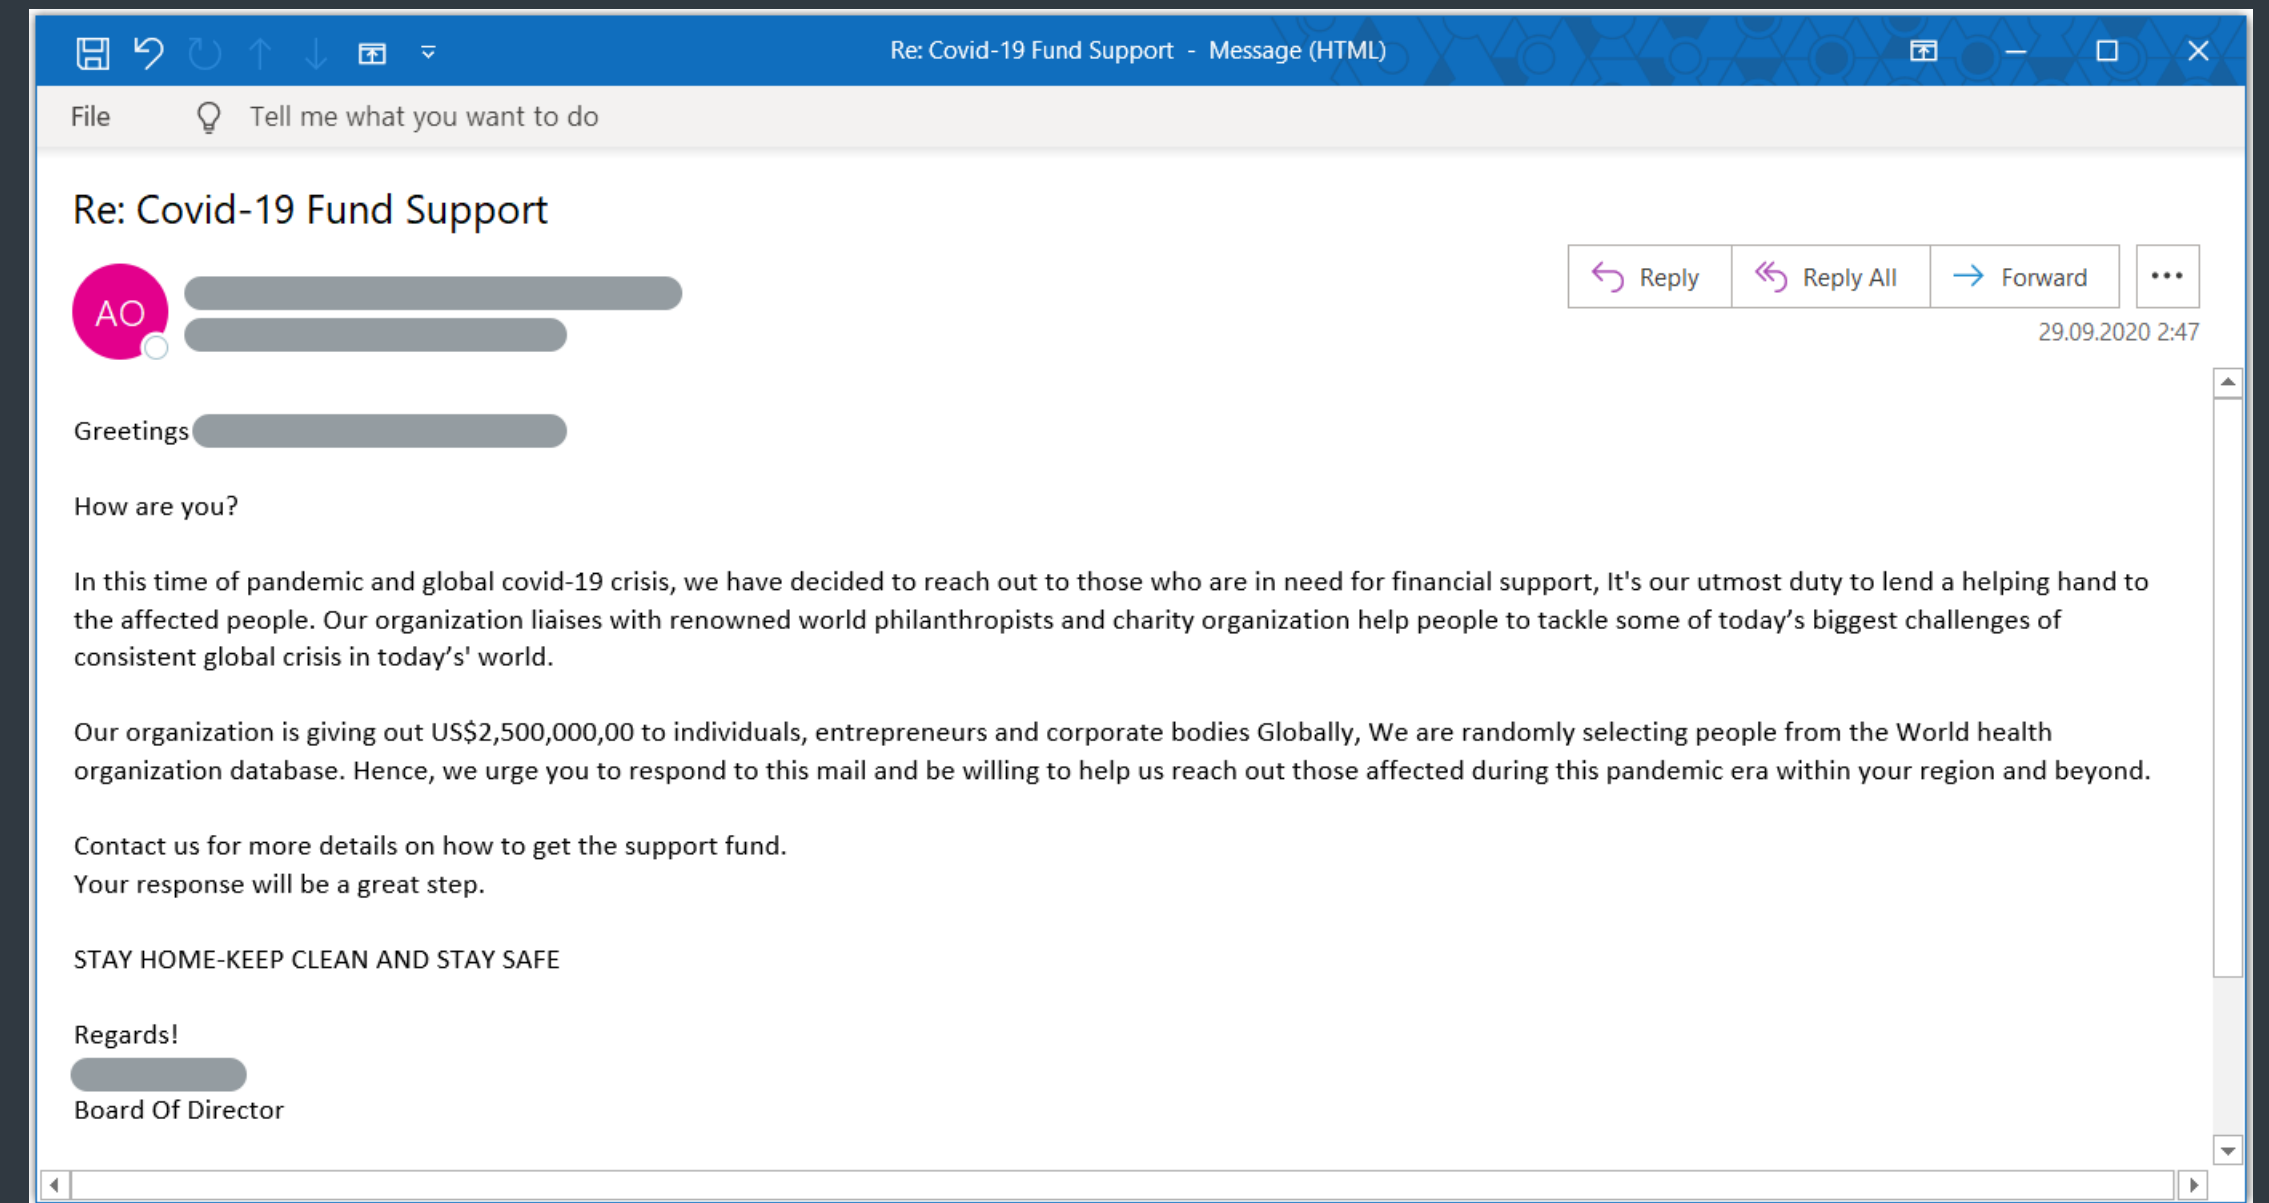 Re: Covid-19 Fund Support - Message (HTML)
File
Tell me what you want to do
Re: Covid-19 Fund Support
AO
Reply
Reply All
Forward
29.09.2020 2:47
Greetings
How are you?
In this time of pandemic and global covid-19 crisis, we have decided to reach out to those who are in need for financial support, It's our utmost duty to lend a helping hand to
the affected people. Our organization liaises with renowned world philanthropists and charity organization help people to tackle some of today’s biggest challenges of
consistent global crisis in today’s' world.
Our organization is giving out US$2,500,000,00 to individuals, entrepreneurs and corporate bodies Globally, We are randomly selecting people from the World health
organization database. Hence, we urge you to respond to this mail and be willing to help us reach out those affected during this pandemic era within your region and beyond.
Contact us for more details on how to get the support fund.
Your response will be a great step.
STAY HOME-KEEP CLEAN AND STAY SAFE
Regards!
Board Of Director